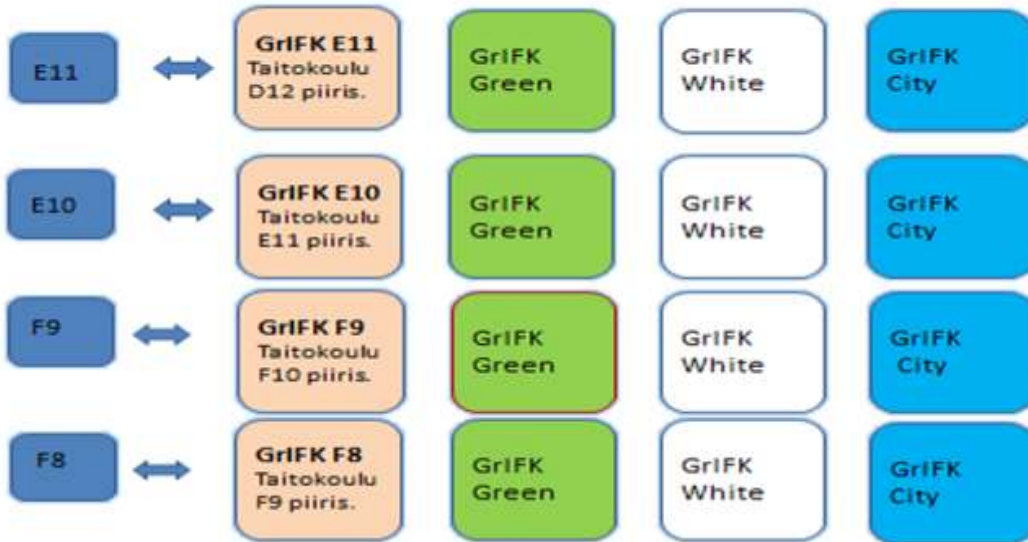 E11
GrIFK E11
Taitokoulu
D12 piiris.
GrIFK
Green
GrIFK
White
GrIFK
City
E10
GrIFK E10
Taitokoulu
E11 piiris.
GrIFK
Green
GrIFK
White
GrIFK
City
F9
GrIFK F9
Taitokoulu
F10 piiris.
GrIFK
Green
GrIFK
White
GrIFK
City
F8
GrIFK F8
Taitokoulu
F9 piiris.
GrIFK
Green
GrIFK
White
GrIFK
City